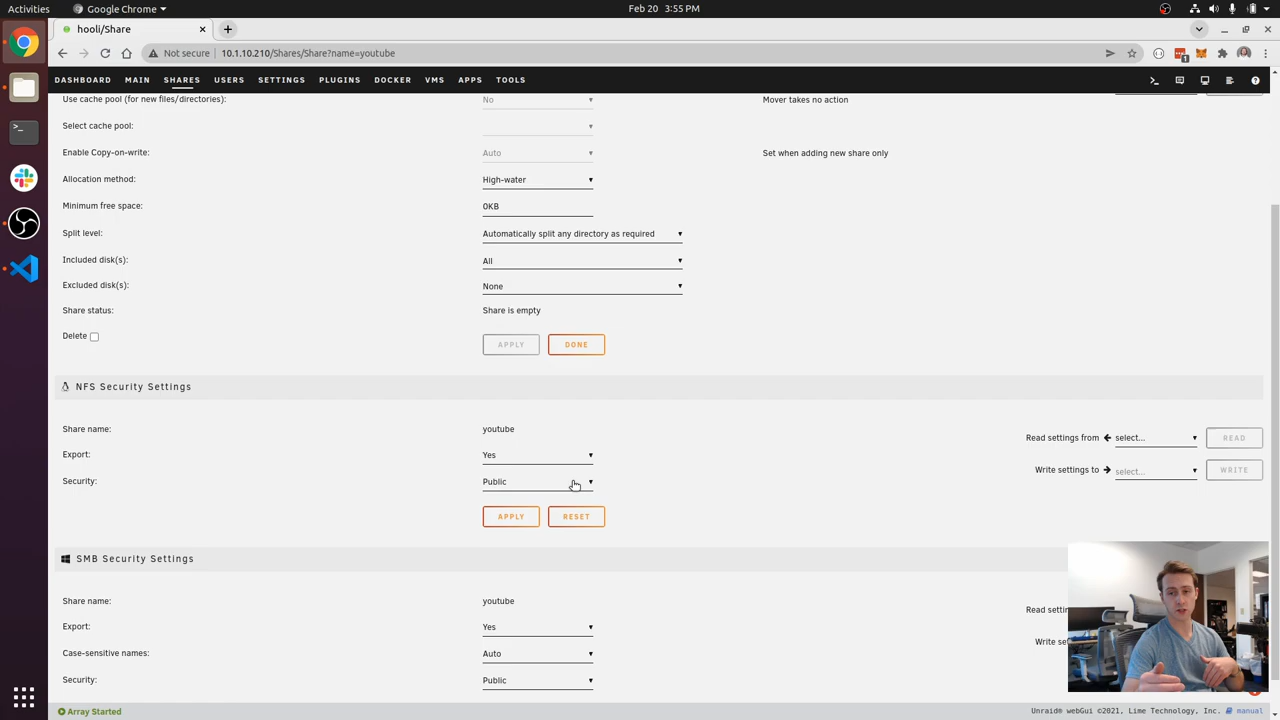 Activities Google Chrome Feb 20 3:55 PM
hooli/Share
Not secure 10.1.10.210/Shares/Share?name=youtube
DASHBOARD MAIN SHARES USERS SETTINGS PLUGINS DOCKER VMS APPS TOOLS
Use cache pool (for new files/directories): No Mover takes no action
Select cache pool:
Enable Copy-on-write: Auto Set when adding new share only
Allocation method: High-water
Minimum free space: 0KB
Split level: Automatically split any directory as required
Included disk(s): All
Excluded disk(s): None
Share status: Share is empty
Delete
APPLY DONE
NFS Security Settings
Share name: youtube
Read settings from select... READ
Export: Yes
Write settings to select... WRITE
Security: Public
APPLY RESET
SMB Security Settings
Share name: youtube
Read settin
Export: Yes
Write se
Case-sensitive names: Auto
Security: Public
Array Started Unraid® webGui ©2021, Lime Technology, Inc. manual